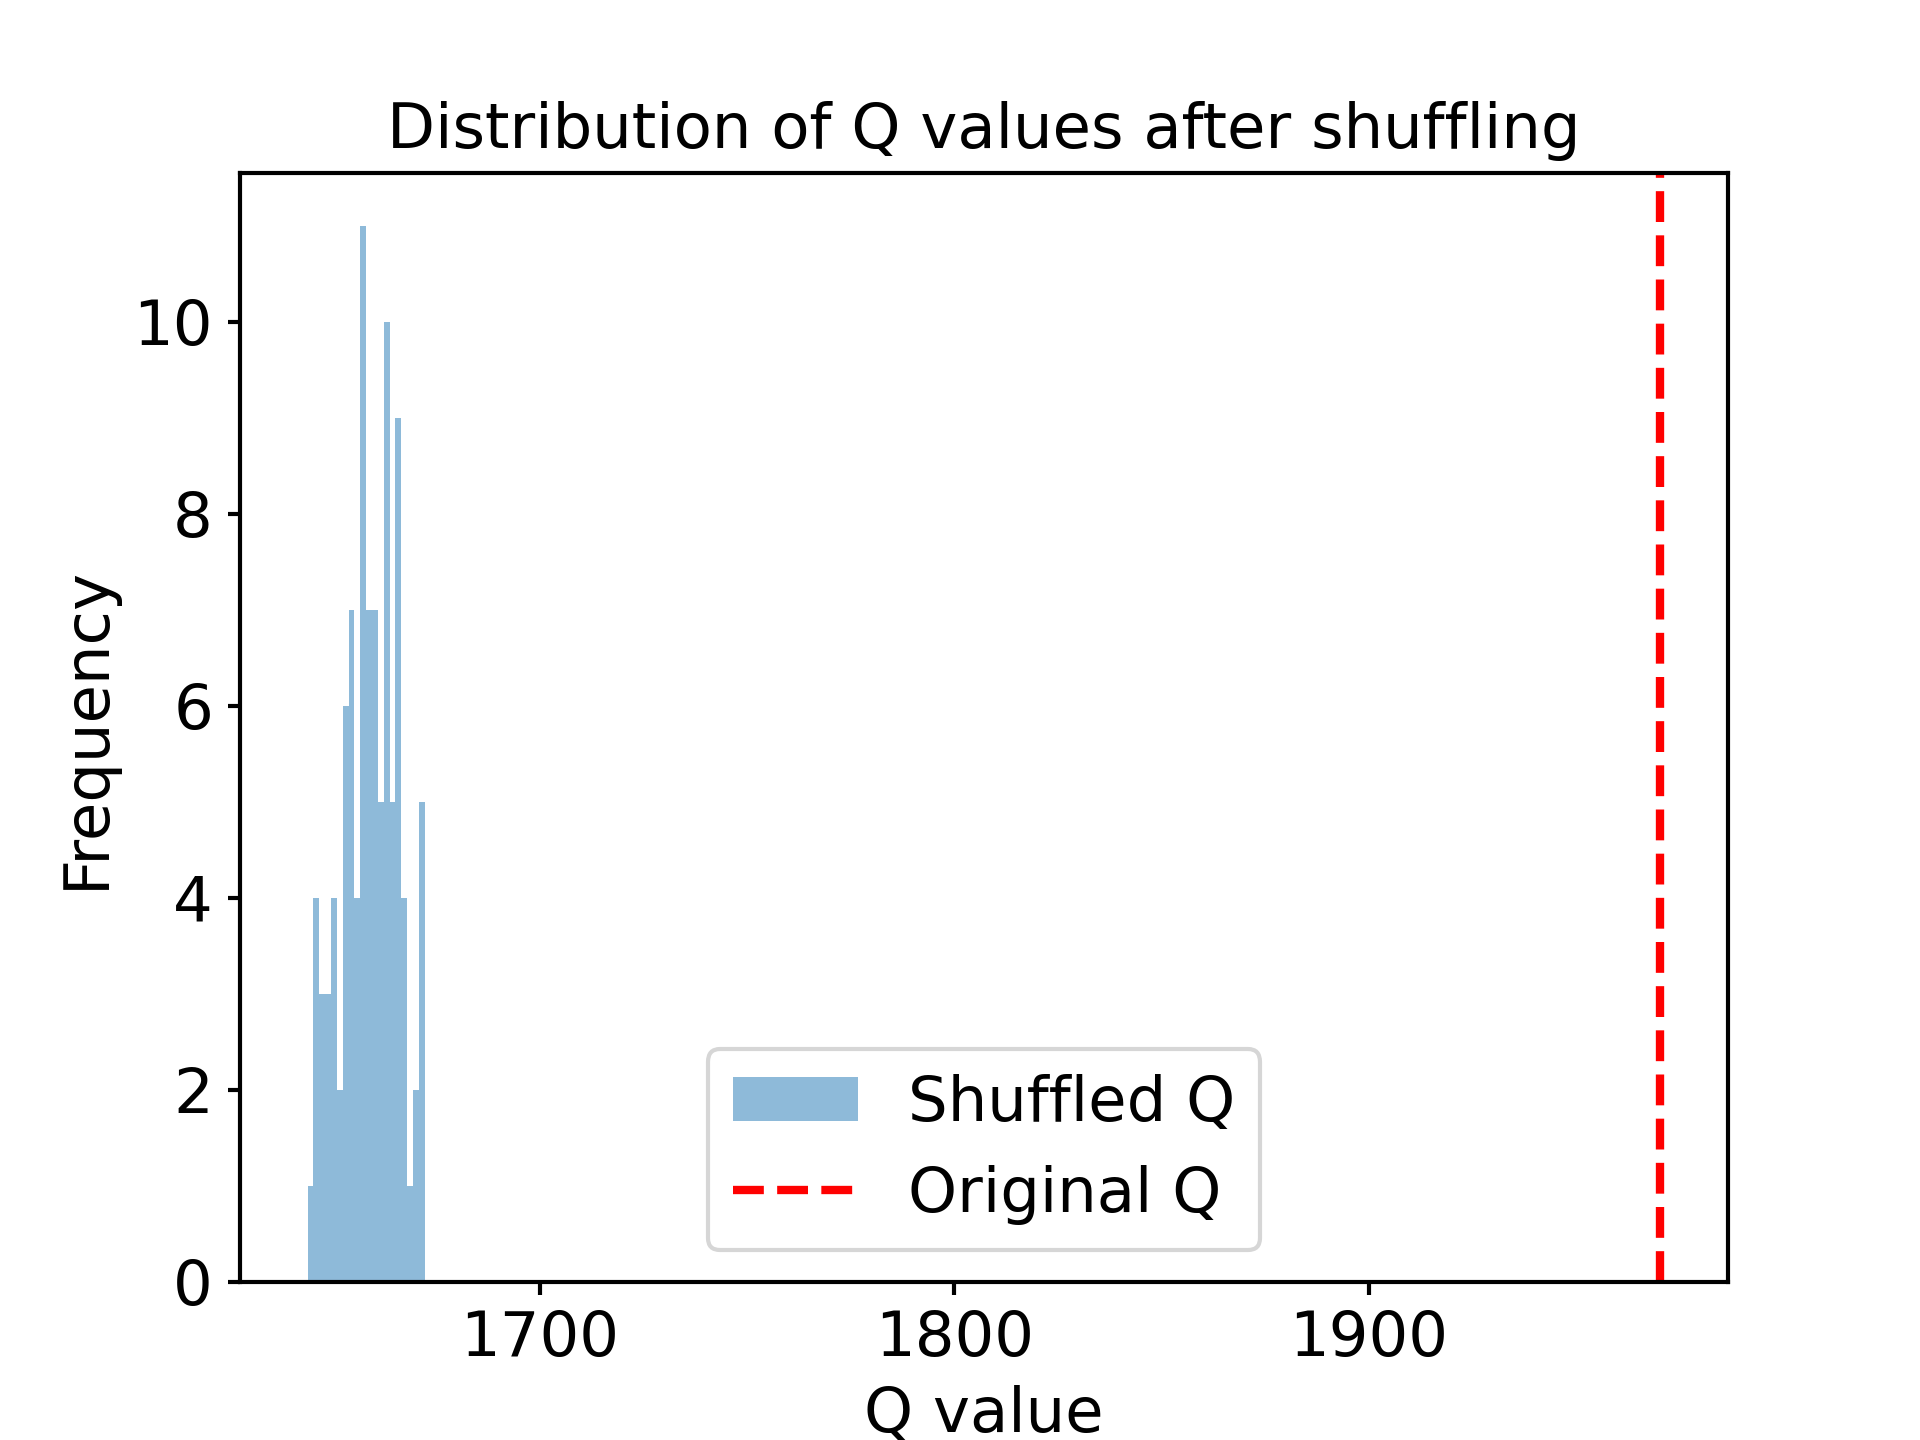 Distribution of Q values after shuffling
Frequency
10
8
6
4
2
0
Shuffled Q
Original Q
1700 1800 1900
Q value